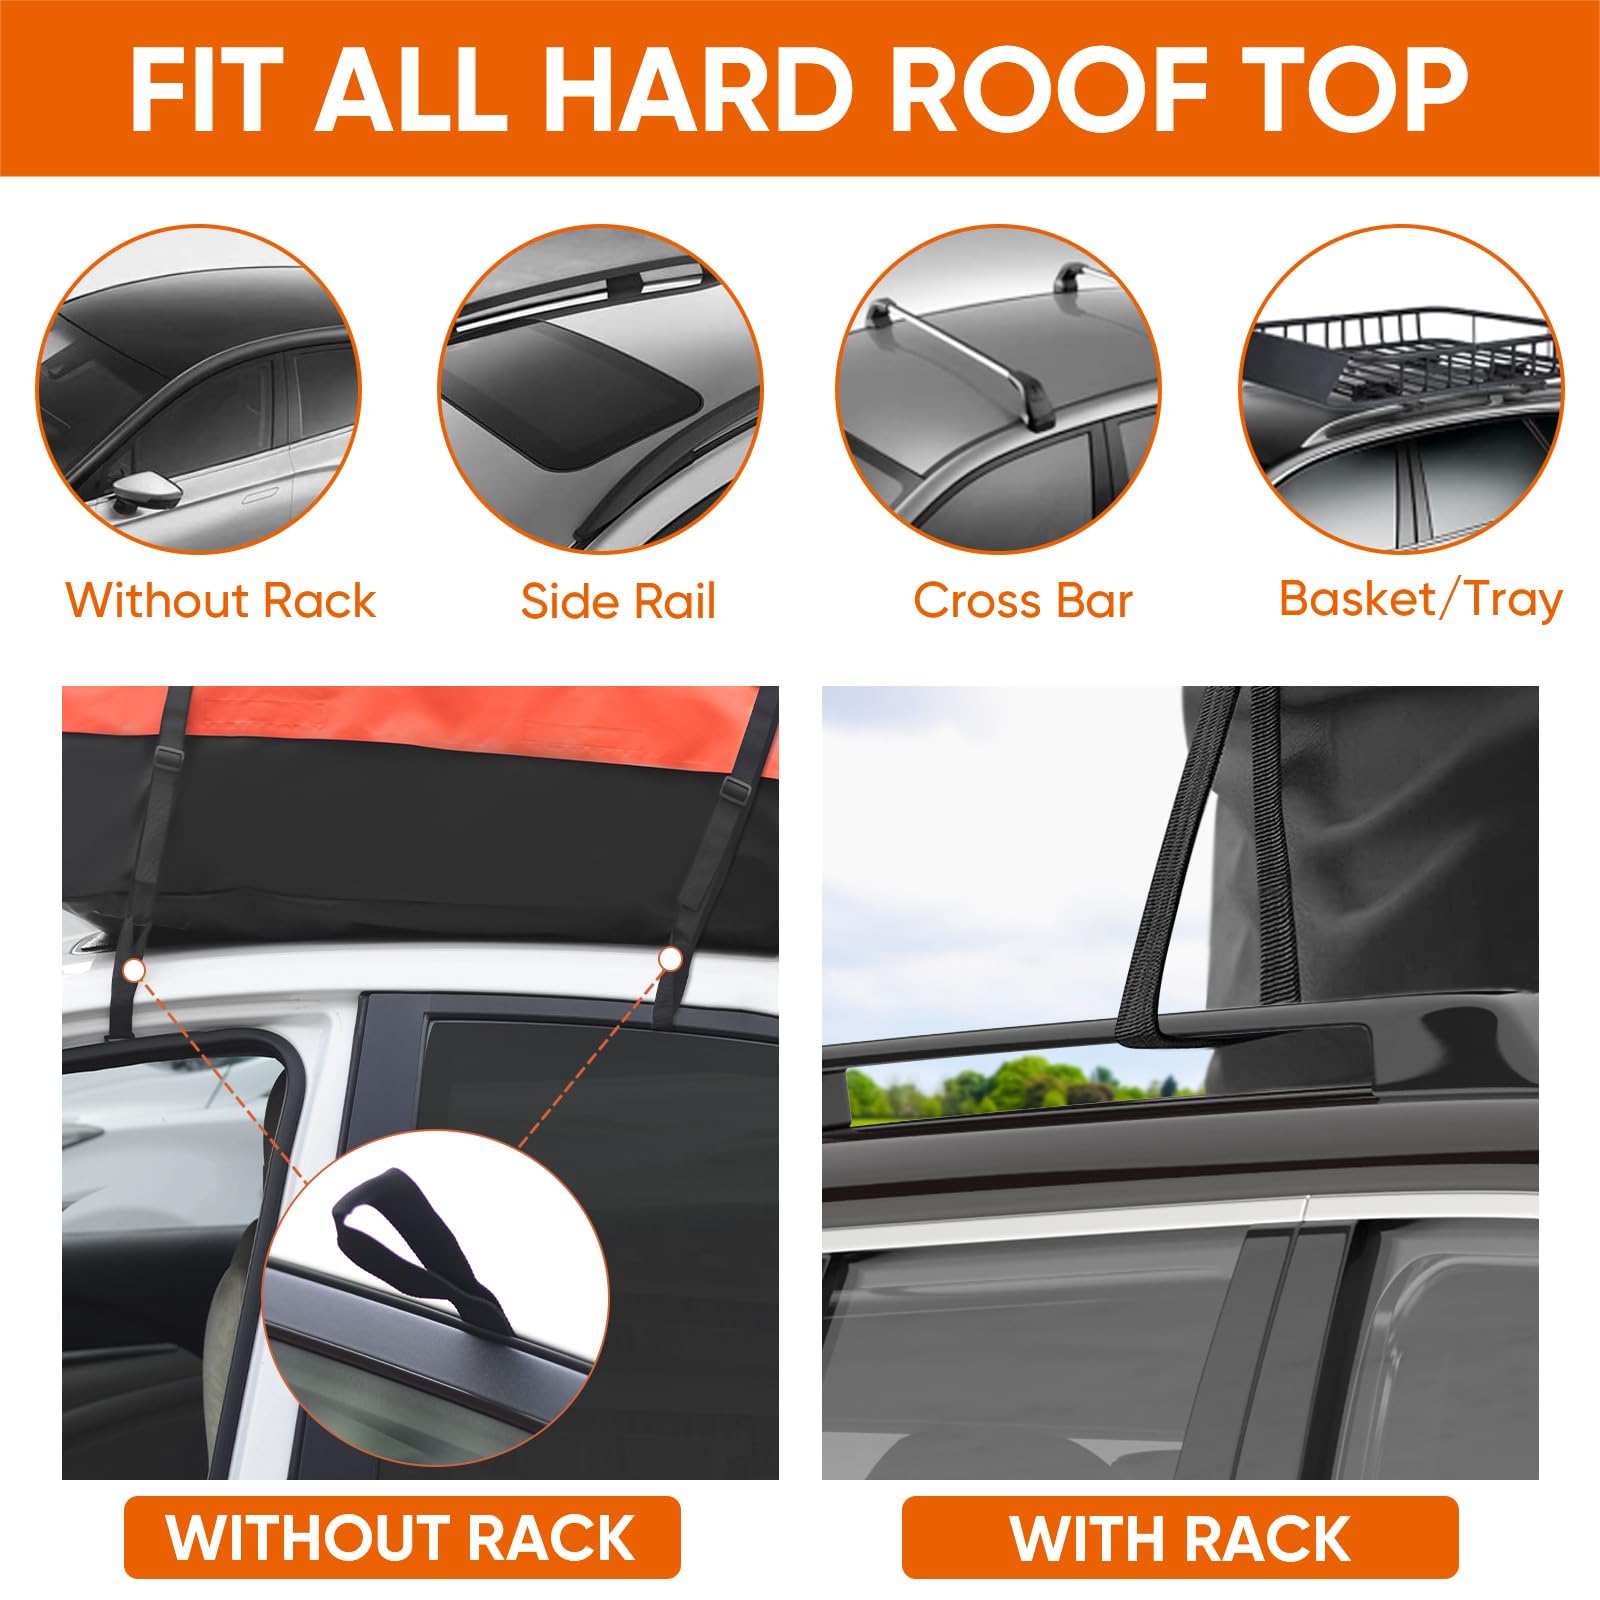 FIT ALL HARD ROOF TOP
Without Rack
Side Rail
Cross Bar
Basket/Tray
WITHOUT RACK
WITH RACK